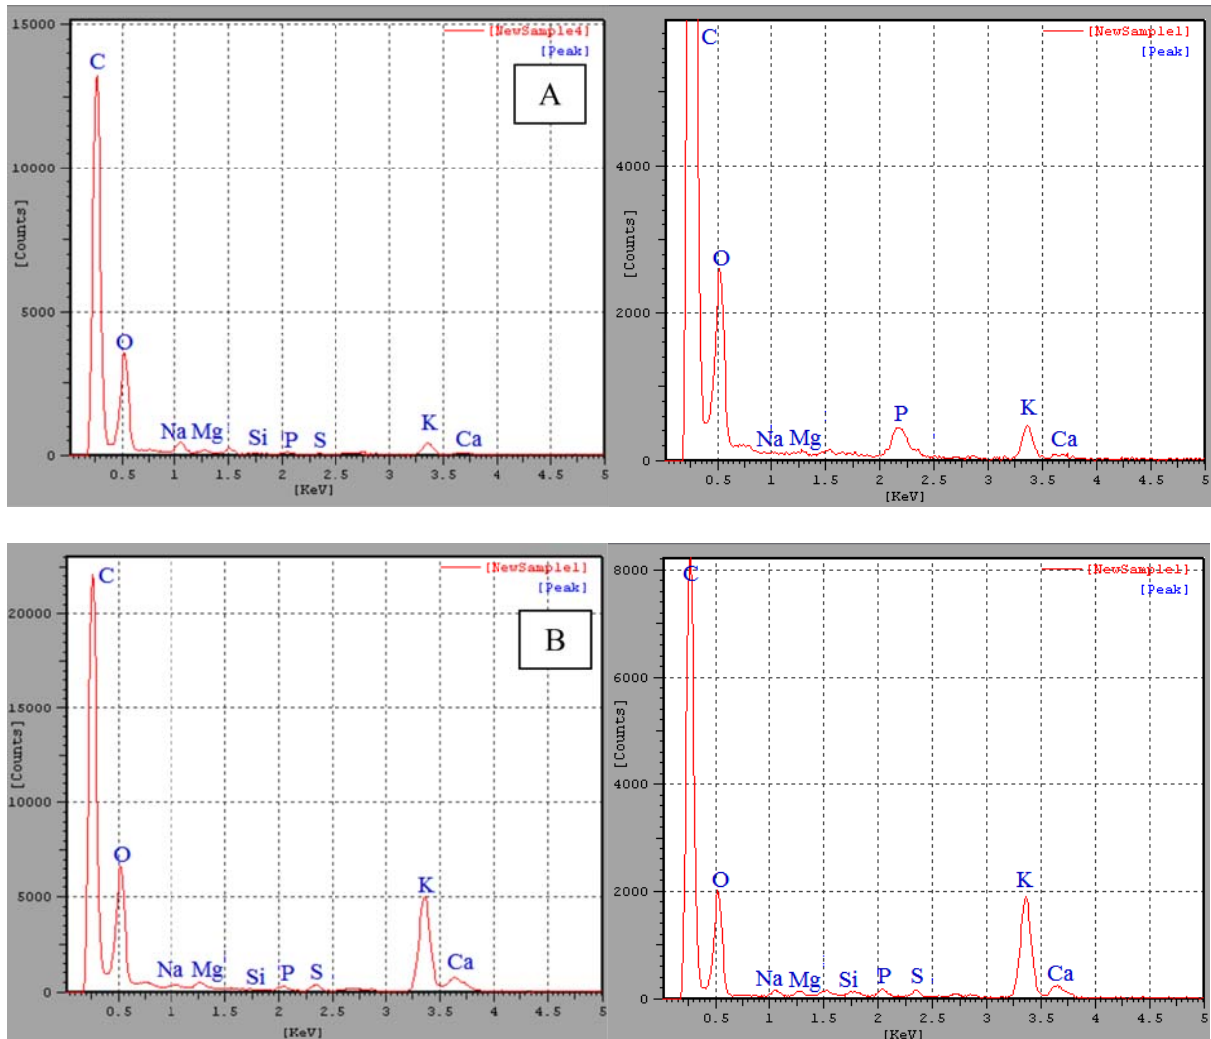 [NewSample4]
[Peak]
A
15000
10000
5000
0
[Counts]
C
O
Na Mg Si P S K Ca
0.5 1 1.5 2 2.5 3 3.5 4 4.5 5
[KeV]
[NewSample1]
[Peak]
4000
2000
0
[Counts]
C
O
Na Mg P K Ca
0.5 1 1.5 2 2.5 3 3.5 4 4.5 5
[KeV]
[NewSample1]
[Peak]
B
20000
15000
10000
5000
0
[Counts]
C
O
Na Mg Si P S K Ca
0.5 1 1.5 2 2.5 3 3.5 4 4.5 5
[KeV]
[NewSample1]
[Peak]
8000
6000
4000
2000
0
[Counts]
C
O
Na Mg Si P S K Ca
0.5 1 1.5 2 2.5 3 3.5 4 4.5 5
[KeV]